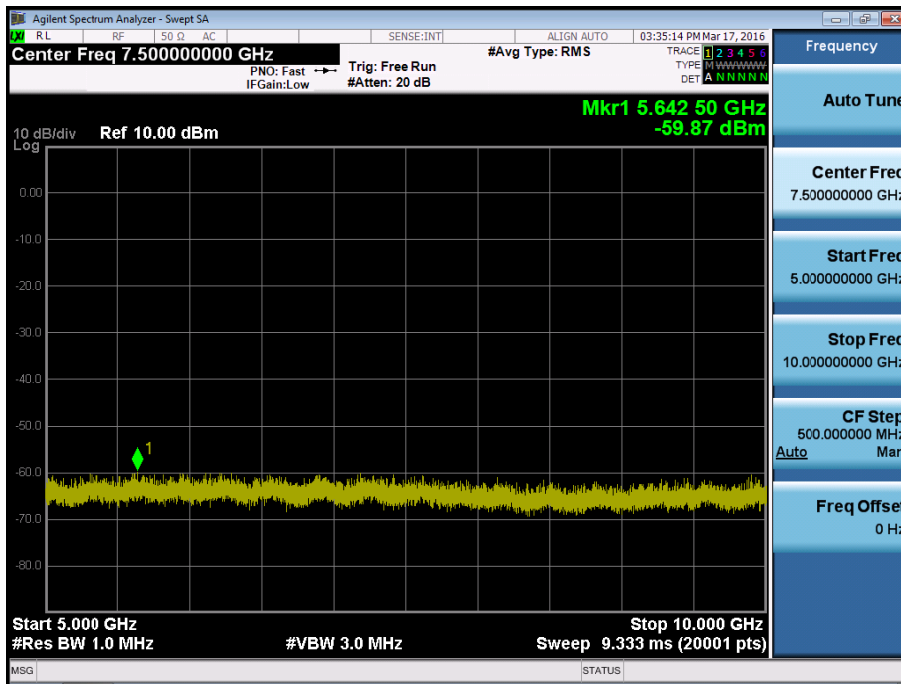 Agilent Spectrum Analyzer - Swept SA
LXI RL RF 50 Ω AC SENSE:INT ALIGN AUTO 03:35:14 PM Mar 17, 2016
Center Freq 7.500000000 GHz
PNO: Fast
IFGain:Low
Trig: Free Run
#Atten: 20 dB
#Avg Type: RMS
TRACE 1 2 3 4 5 6
TYPE M WWWWW
DET A N N N N N
Mkr1 5.642 50 GHz
-59.87 dBm
10 dB/div Ref 10.00 dBm
Log
0.00
-10.0
-20.0
-30.0
-40.0
-50.0
1
-60.0
-70.0
-80.0
Start 5.000 GHz Stop 10.000 GHz
#Res BW 1.0 MHz #VBW 3.0 MHz Sweep 9.333 ms (20001 pts)
MSG STATUS
Frequency
Auto Tune
Center Freq
7.500000000 GHz
Start Freq
5.000000000 GHz
Stop Freq
10.000000000 GHz
CF Step
500.000000 MHz
Auto Man
Freq Offset
0 Hz